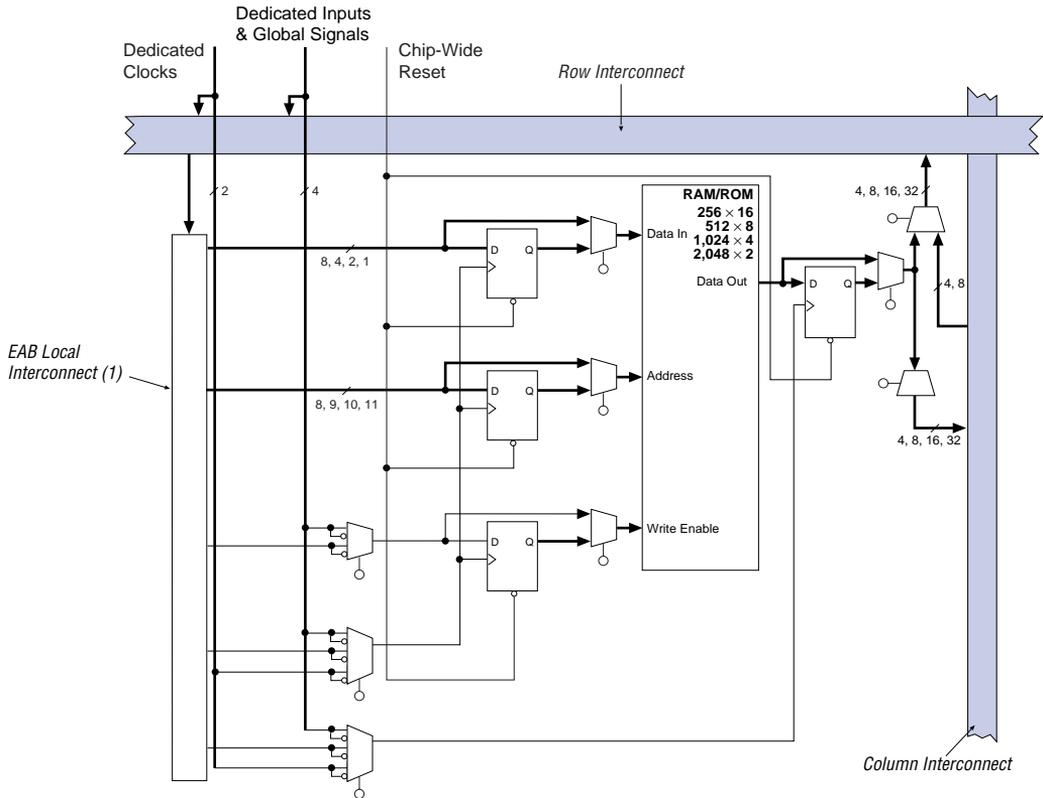 Dedicated Inputs
& Global Signals
Dedicated
Clocks
Chip-Wide
Reset
Row Interconnect
2
4
4, 8, 16, 32
RAM/ROM
256 × 16
512 × 8
1,024 × 4
2,048 × 2
Data In
D Q
8, 4, 2, 1
Data Out
D Q
4, 8
EAB Local
Interconnect (1)
D Q
Address
8, 9, 10, 11
4, 8, 16, 32
D Q
Write Enable
Column Interconnect